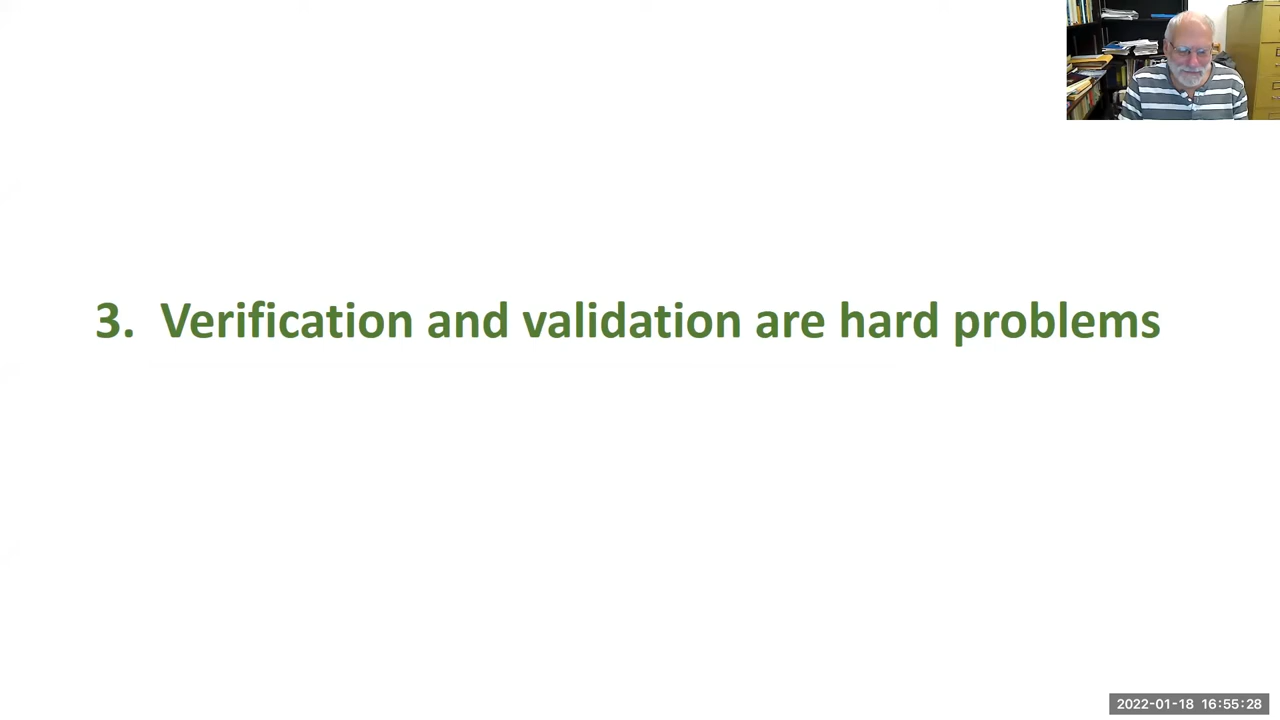 3. Verification and validation are hard problems
2022-01-18 16:55:28